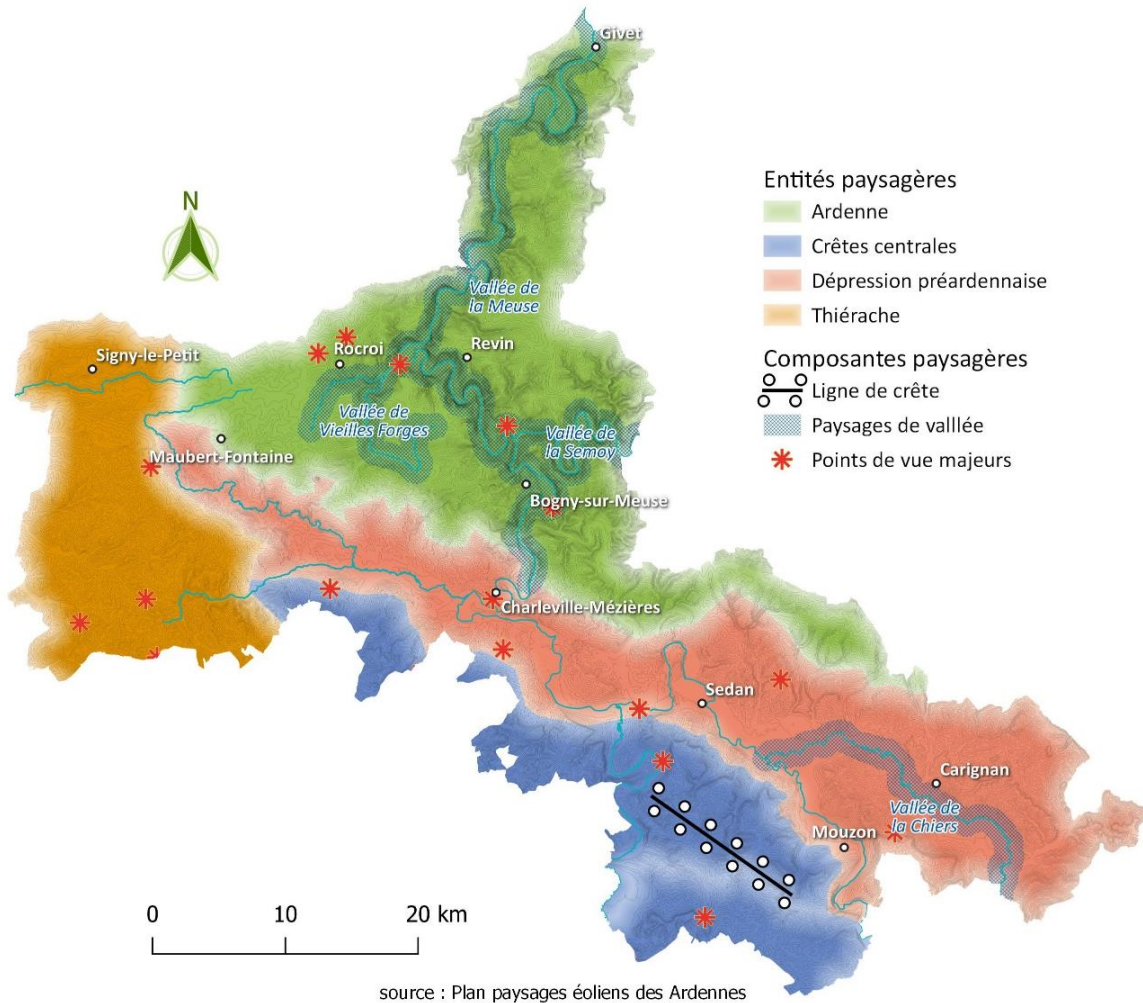 Givet
N
Entités paysagères
Ardenne
Crêtes centrales
Dépression préardennaise
Thiérache
Composantes paysagères
Ligne de crête
Paysages de valllée
Points de vue majeurs
Vallée de
la Meuse
Signy-le-Petit
Rocroi
Revin
Vallée de
Vieilles Forges
Vallée de
la Semoy
Maubert-Fontaine
Bogny-sur-Meuse
Charleville-Mézières
Sedan
Carignan
Vallée de
la Chiers
Mouzon
0 10 20 km
source : Plan paysages éoliens des Ardennes